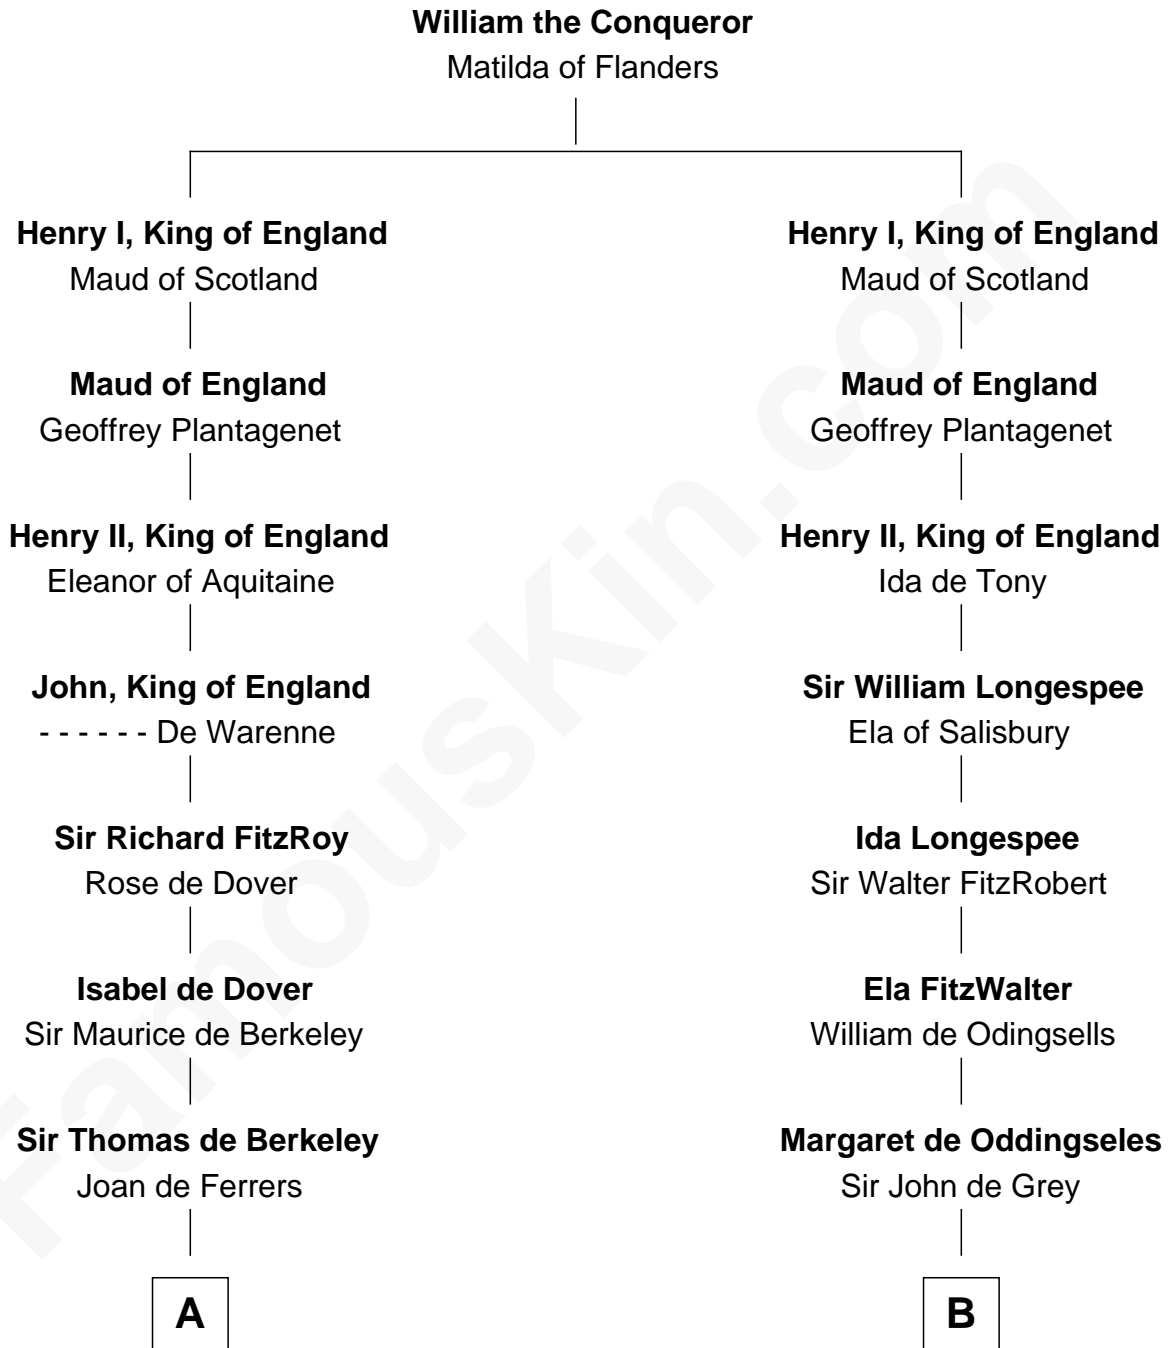 William the Conqueror
Matilda of Flanders
Henry I, King of England
Maud of Scotland
Maud of England
Geoffrey Plantagenet
Henry II, King of England
Eleanor of Aquitaine
John, King of England
- - - - - - De Warenne
Sir Richard FitzRoy
Rose de Dover
Isabel de Dover
Sir Maurice de Berkeley
Sir Thomas de Berkeley
Joan de Ferrers
A
Henry I, King of England
Maud of Scotland
Maud of England
Geoffrey Plantagenet
Henry II, King of England
Ida de Tony
Sir William Longespee
Ela of Salisbury
Ida Longespee
Sir Walter FitzRobert
Ela FitzWalter
William de Odingsells
Margaret de Oddingseles
Sir John de Grey
B
FamousKin.com